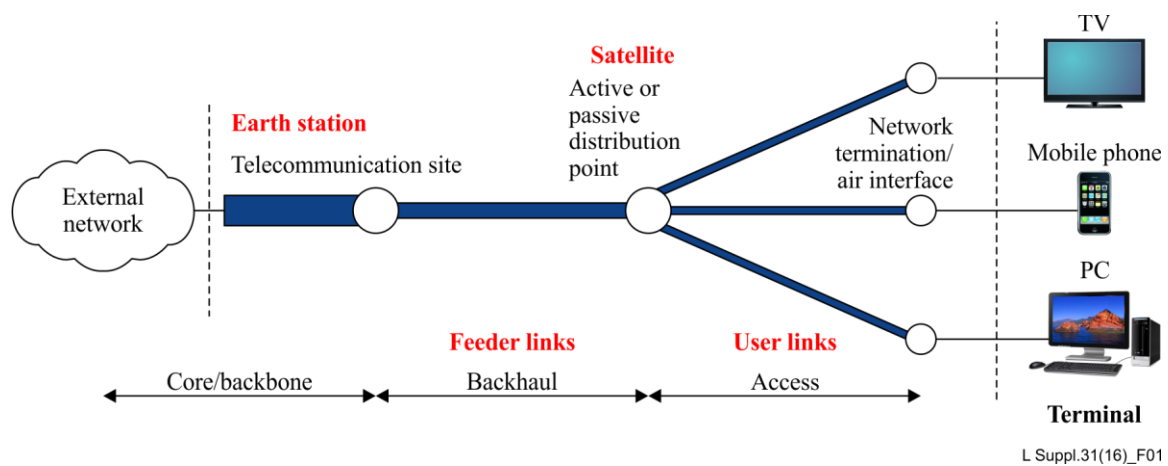 TV
Satellite
Active or
passive
distribution
point
Earth station
Telecommunication site
Network
termination/
air interface
Mobile phone
External
network
PC
Feeder links
User links
Core/backbone
Backhaul
Access
Terminal
L Suppl.31(16)_F01